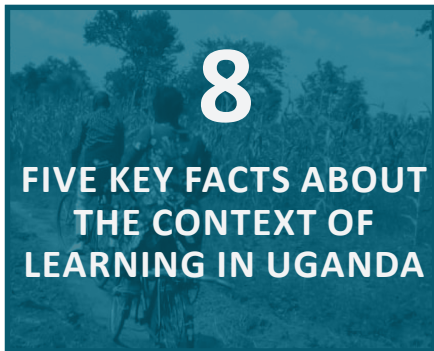 8
FIVE KEY FACTS ABOUT
THE CONTEXT OF
LEARNING IN UGANDA